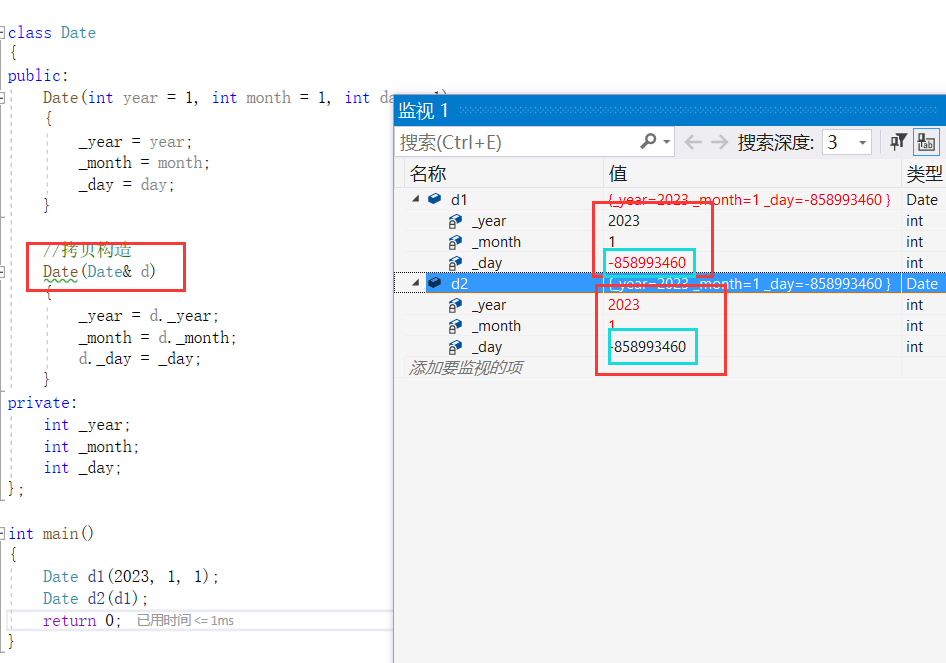 class Date
{
public:
Date(int year = 1, int month = 1, int da
{
_year = year;
_month = month;
_day = day;
}
//拷贝构造
Date(Date& d)
{
_year = d._year;
_month = d._month;
d._day = _day;
}
private:
int _year;
int _month;
int _day;
};
int main()
{
Date d1(2023, 1, 1);
Date d2(d1);
return 0; 已用时间 <= 1ms
}
监视 1
搜索(Ctrl+E) 搜索深度: 3
名称 值 类型
d1 {_year=2023 _month=1 _day=-858993460 } Date
_year 2023 int
_month 1 int
_day -858993460 int
d2 {_year=2023 _month=1 _day=-858993460 } Date
_year 2023 int
_month 1 int
_day -858993460 int
添加要监视的项